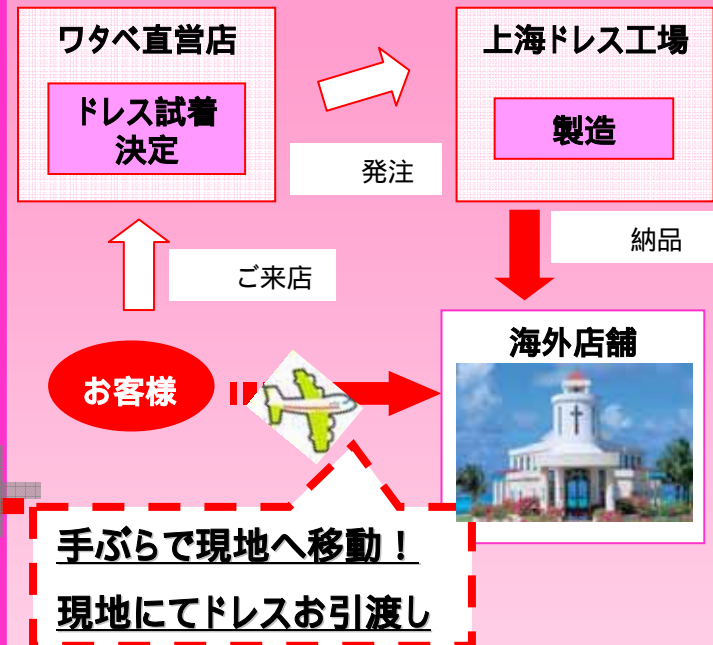 ワタベ直営店
ドレス試着
決定
発注
上海ドレス工場
製造
納品
ご来店
お客様
海外店舗
手ぶらで現地へ移動！
現地にてドレスお引渡し